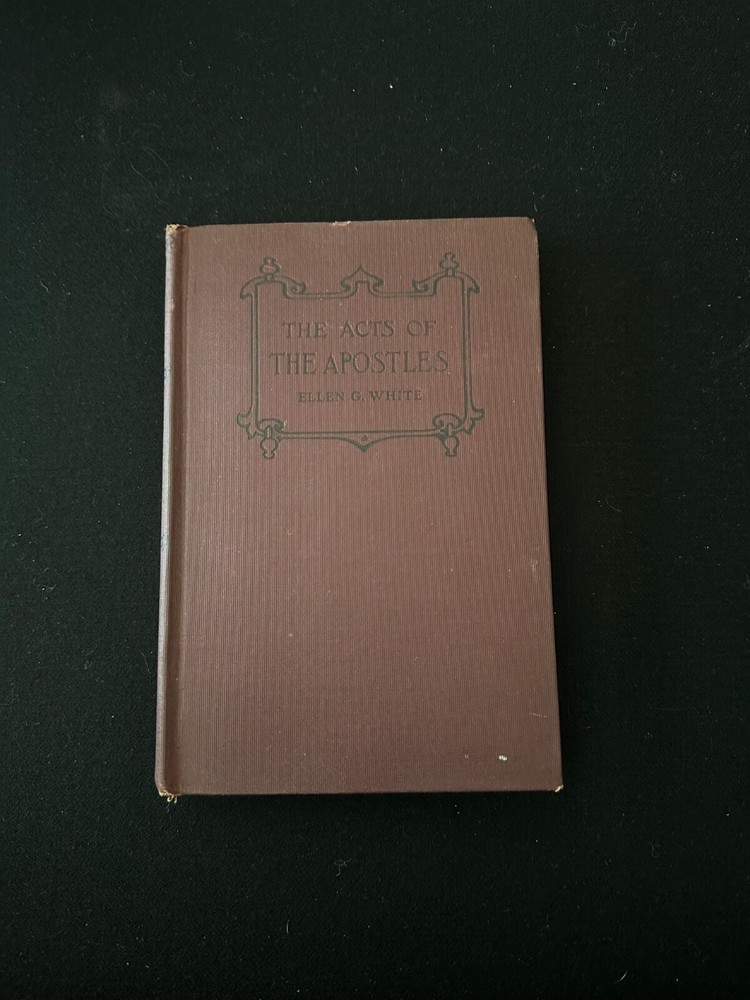 THE ACTS OF
THE APOSTLES
ELLEN G. WHITE